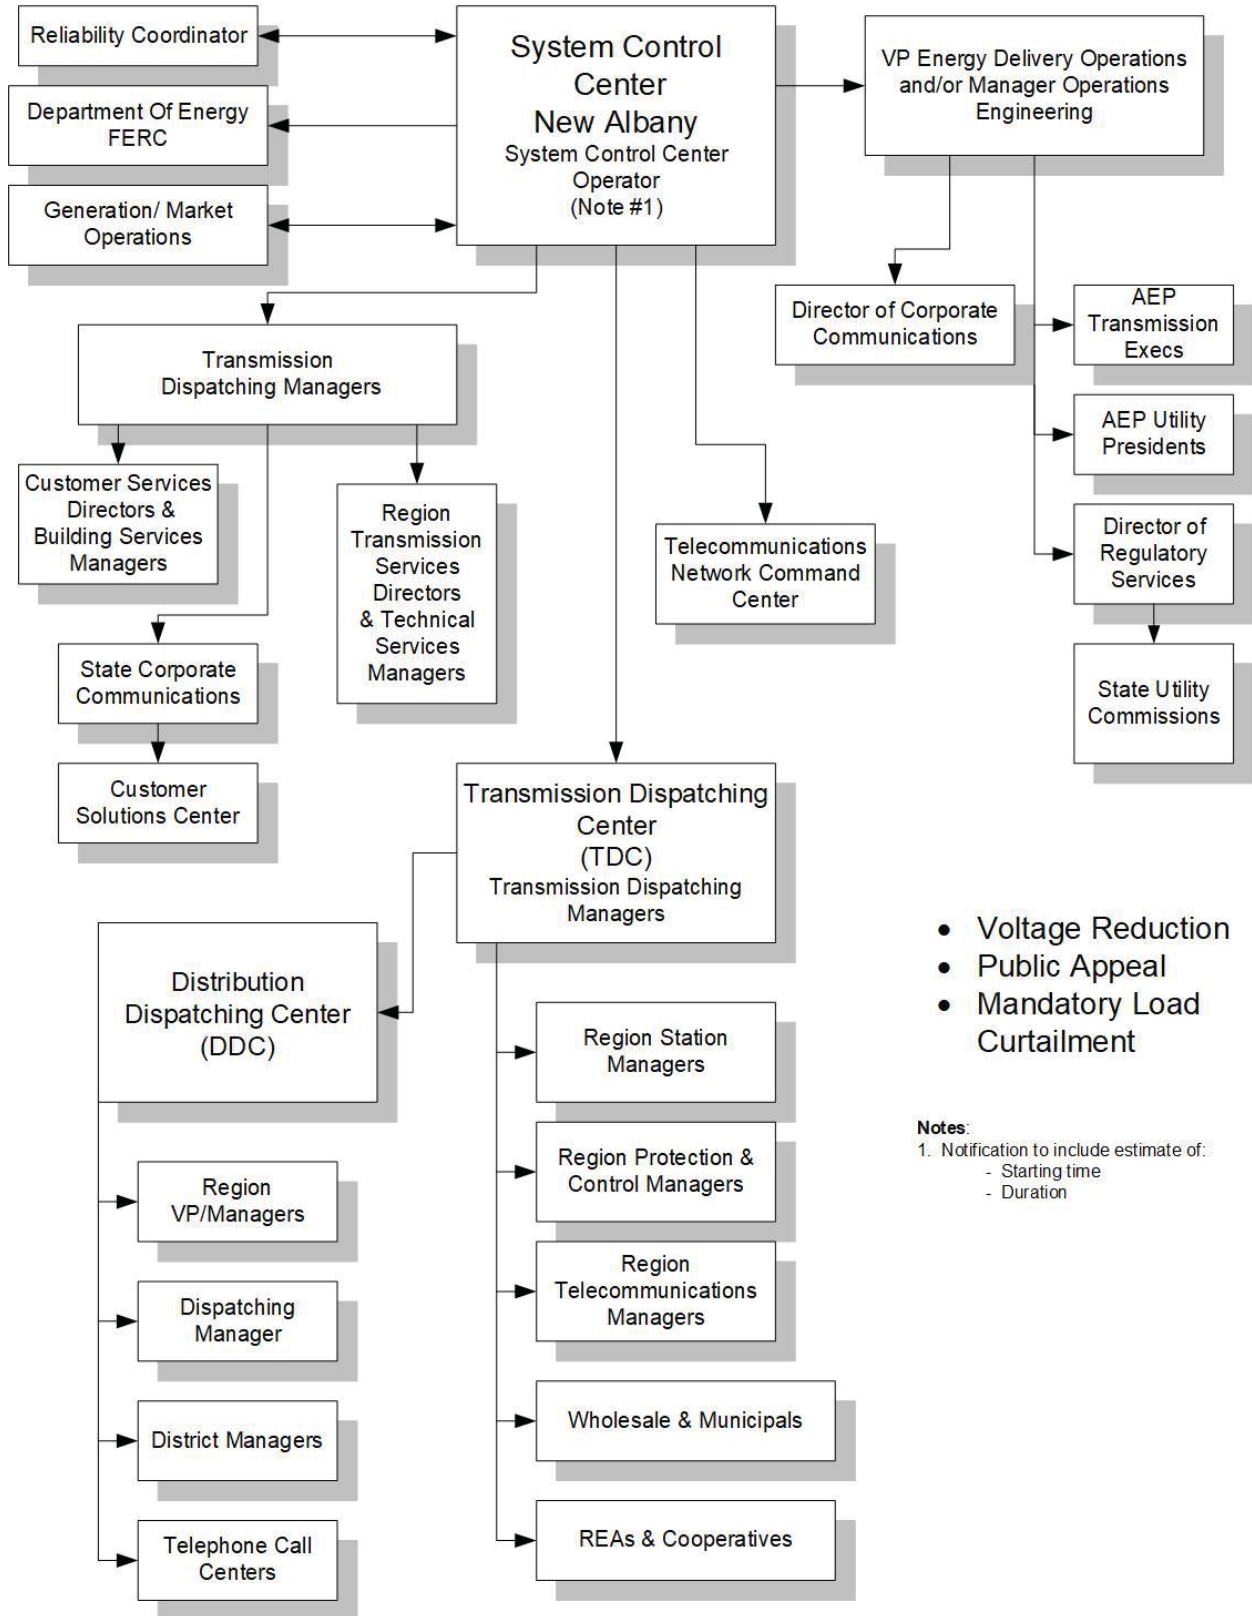 Reliability Coordinator
Department Of Energy
FERC
Generation/ Market
Operations
System Control
Center
New Albany
System Control Center
Operator
(Note #1)
VP Energy Delivery Operations
and/or Manager Operations
Engineering
Director of Corporate
Communications
AEP
Transmission
Execs
AEP Utility
Presidents
Director of
Regulatory
Services
State Utility
Commissions
Transmission
Dispatching Managers
Customer Services
Directors &
Building Services
Managers
Region
Transmission
Services
Directors
& Technical
Services
Managers
State Corporate
Communications
Customer
Solutions Center
Telecommunications
Network Command
Center
Transmission Dispatching
Center
(TDC)
Transmission Dispatching
Managers
Distribution
Dispatching Center
(DDC)
Region
VP/Managers
Dispatching
Manager
District Managers
Telephone Call
Centers
Region Station
Managers
Region Protection &
Control Managers
Region
Telecommunications
Managers
Wholesale & Municipals
REAs & Cooperatives
• Voltage Reduction
• Public Appeal
• Mandatory Load
Curtailment
Notes:
1. Notification to include estimate of:
- Starting time
- Duration